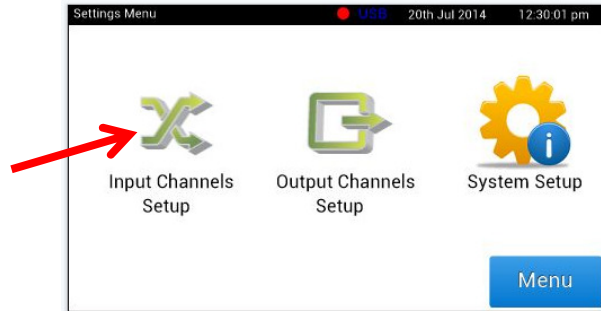 Settings Menu USB 20th Jul 2014 12:30:01 pm
Input Channels Setup
Output Channels Setup
System Setup
Menu